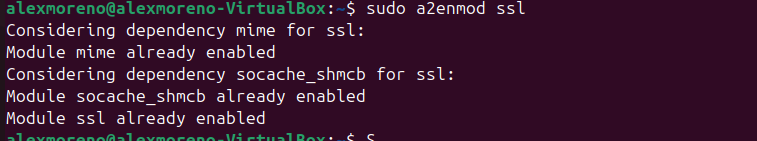 alexmoreno@alexmoreno-VirtualBox:~$ sudo a2enmod ssl
Considering dependency mime for ssl:
Module mime already enabled
Considering dependency socache_shmcb for ssl:
Module socache_shmcb already enabled
Module ssl already enabled
alexmoreno@alexmoreno-VirtualBox:~$ S